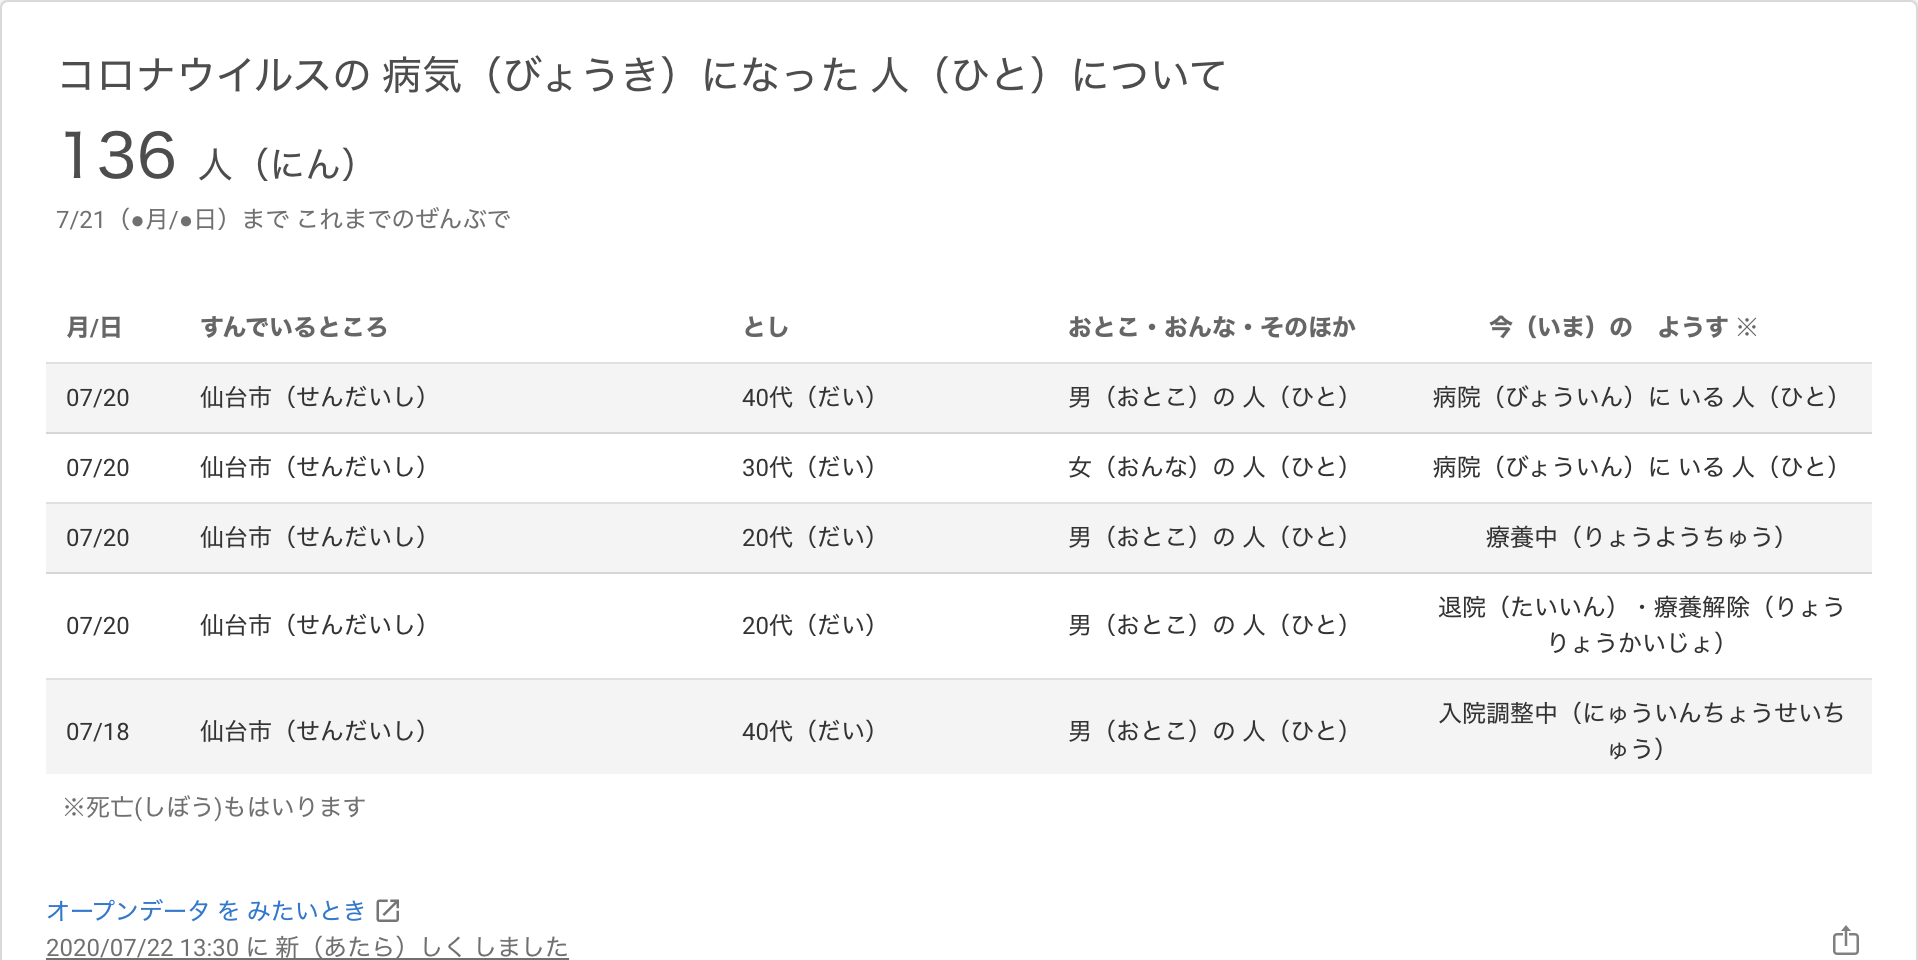 コロナウイルスの 病気（びょうき）になった 人（ひと）について
136 人（にん）
7/21（●月/●日）まで これまでのぜんぶで
月/日 すんでいるところ とし おとこ・おんな・そのほか 今（いま）の　ようす ※
07/20 仙台市（せんだいし） 40代（だい） 男（おとこ）の 人（ひと） 病院（びょういん）に いる 人（ひと）
07/20 仙台市（せんだいし） 30代（だい） 女（おんな）の 人（ひと） 病院（びょういん）に いる 人（ひと）
07/20 仙台市（せんだいし） 20代（だい） 男（おとこ）の 人（ひと） 療養中（りょうようちゅう）
07/20 仙台市（せんだいし） 20代（だい） 男（おとこ）の 人（ひと） 退院（たいいん）・療養解除（りょう
りょうかいじょ）
07/18 仙台市（せんだいし） 40代（だい） 男（おとこ）の 人（ひと） 入院調整中（にゅういんちょうせいち
ゅう）
※死亡(しぼう)もはいります
オープンデータ を みたいとき
2020/07/22 13:30 に 新（あたら）しく しました